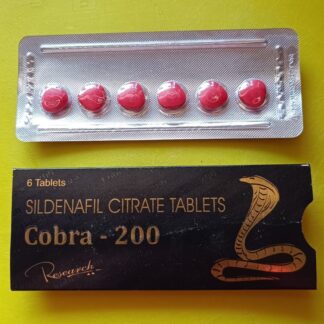 6 Tablets
SILDENAFIL CITRATE TABLETS
Cobra - 200
Research